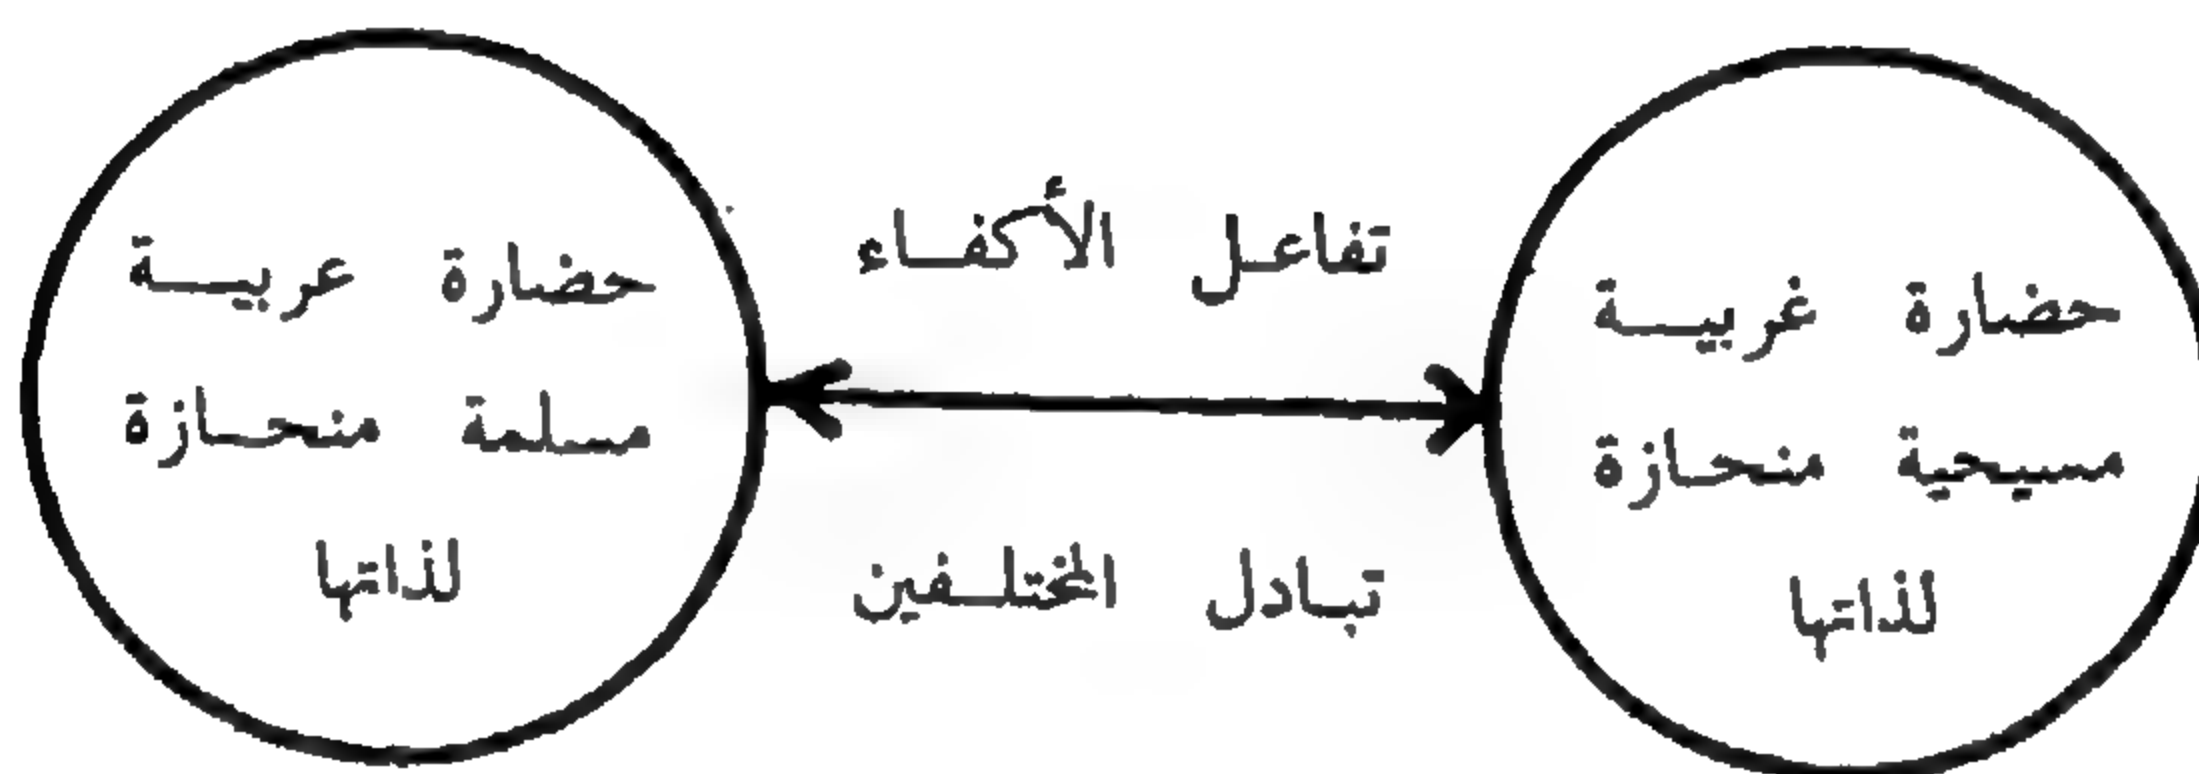 حضارة غربية
مسيحية منحازة
لذاتها
تفاعل الأكفاء
تبادل المختلفين
حضارة عربية
مسلمة منحازة
لذاتها